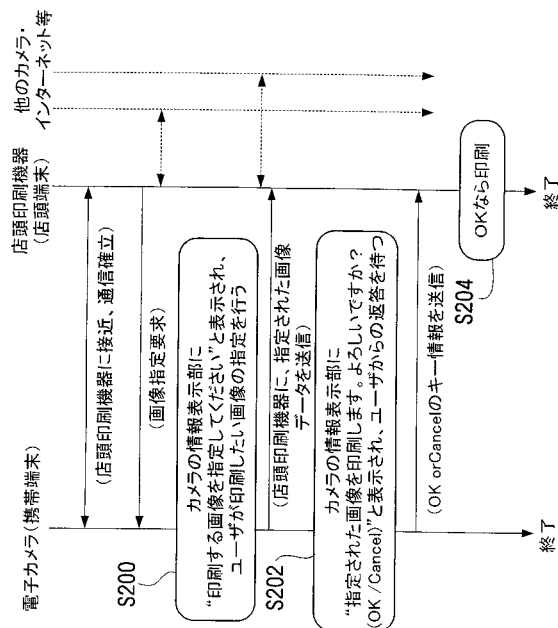 電子カメラ(携帯端末)
店頭印刷機器
(店頭端末)
他のカメラ・
インターネット等
(店頭印刷機器に接近、通信確立)
(画像指定要求)
S200
カメラの情報表示部に
“印刷する画像を指定してください”と表示され、
ユーザが印刷したい画像の指定を行う
(店頭印刷機器に、指定された画像
データを送信)
S202
カメラの情報表示部に
“指定された画像を印刷します。よろしいですか?
(OK /Cancel)”と表示され、ユーザからの返答を待つ
(OK orCancelのキー情報を送信)
OKなら印刷
S204
終了
終了